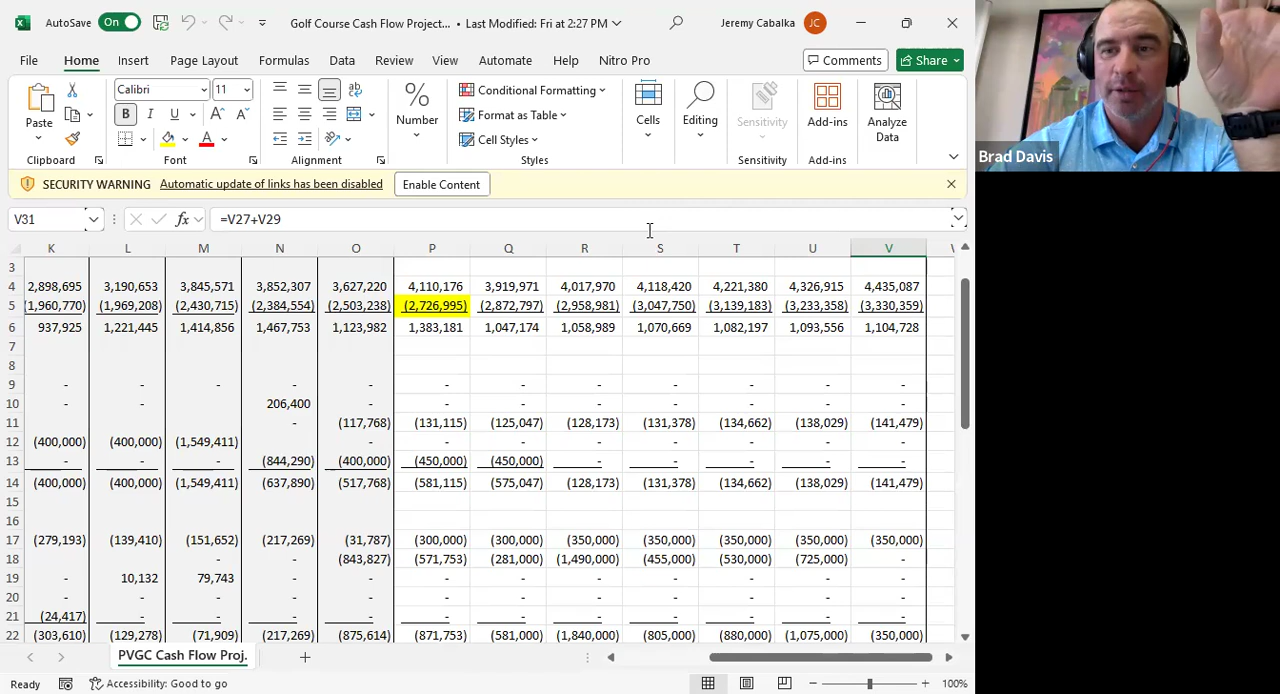 AutoSave On Golf Course Cash Flow Project... • Last Modified: Fri at 2:27 PM Jeremy Cabalka JC
File Home Insert Page Layout Formulas Data Review View Automate Help Nitro Pro Comments Share
Paste Calibri 11 Number Conditional Formatting Cells Editing Sensitivity Add-ins Analyze Data
B I U A A Format as Table
A Cell Styles
Clipboard Font Alignment Styles Sensitivity Add-ins
SECURITY WARNING Automatic update of links has been disabled Enable Content
V31 fx =V27+V29
K L M N O P Q R S T U V
3
4 2,898,695 3,190,653 3,845,571 3,852,307 3,627,220 4,110,176 3,919,971 4,017,970 4,118,420 4,221,380 4,326,915 4,435,087
5 (1,960,770) (1,969,208) (2,430,715) (2,384,554) (2,503,238) (2,726,995) (2,872,797) (2,958,981) (3,047,750) (3,139,183) (3,233,358) (3,330,359)
6 937,925 1,221,445 1,414,856 1,467,753 1,123,982 1,383,181 1,047,174 1,058,989 1,070,669 1,082,197 1,093,556 1,104,728
7
8
9 - - - - - - - - - - - -
10 - - - 206,400 - - - - - - - -
11 - (117,768) (131,115) (125,047) (128,173) (131,378) (134,662) (138,029) (141,479)
12 (400,000) (400,000) (1,549,411) - - - - - - - -
13 - - - (844,290) (400,000) (450,000) (450,000) - - - - -
14 (400,000) (400,000) (1,549,411) (637,890) (517,768) (581,115) (575,047) (128,173) (131,378) (134,662) (138,029) (141,479)
15
16
17 (279,193) (139,410) (151,652) (217,269) (31,787) (300,000) (300,000) (350,000) (350,000) (350,000) (350,000) (350,000)
18 - - - - (843,827) (571,753) (281,000) (1,490,000) (455,000) (530,000) (725,000) -
19 - 10,132 79,743 - - - - - - - - -
20 - - - - - - - - - - - -
21 (24,417) - - - - - - - - - - -
22 (303,610) (129,278) (71,909) (217,269) (875,614) (871,753) (581,000) (1,840,000) (805,000) (880,000) (1,075,000) (350,000)
PVGC Cash Flow Proj.
Ready Accessibility: Good to go 100%
Brad Davis